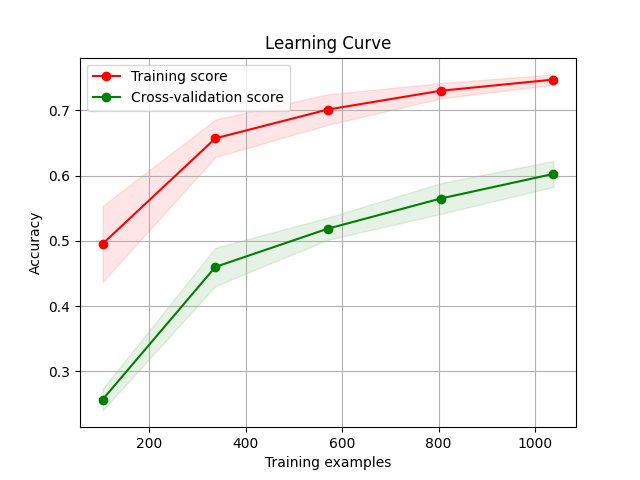 Learning Curve
Training score
Cross-validation score
0.7
0.6
0.5
0.4
0.3
Accuracy
200
400
600
800
1000
Training examples